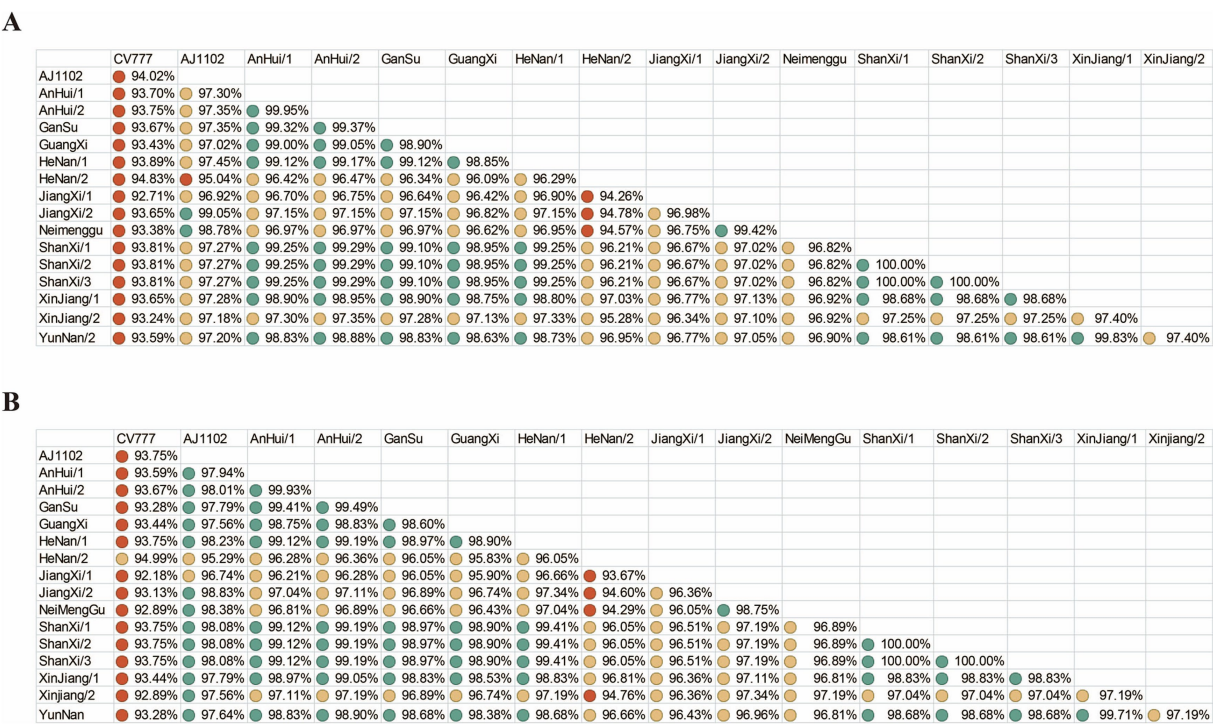 A
CV777 AJ1102 AnHui/1 AnHui/2 GanSu GuangXi HeNan/1 HeNan/2 JiangXi/1 JiangXi/2 Neimenggu ShanXi/1 ShanXi/2 ShanXi/3 XinJiang/1 XinJiang/2
AJ1102 94.02%
AnHui/1 93.70% 97.30%
AnHui/2 93.75% 97.35% 99.95%
GanSu 93.67% 97.35% 99.32% 99.37%
GuangXi 93.43% 97.02% 99.00% 99.05% 98.90%
HeNan/1 93.89% 97.45% 99.12% 99.17% 99.12% 98.85%
HeNan/2 94.83% 95.04% 96.42% 96.47% 96.34% 96.09% 96.29%
JiangXi/1 92.71% 96.92% 96.70% 96.75% 96.64% 96.42% 96.90% 94.26%
JiangXi/2 93.65% 99.05% 97.15% 97.15% 97.15% 96.82% 97.15% 94.78% 96.98%
Neimenggu 93.38% 98.78% 96.97% 96.97% 96.97% 96.62% 96.95% 94.57% 96.75% 99.42%
ShanXi/1 93.81% 97.27% 99.25% 99.29% 99.10% 98.95% 99.25% 96.21% 96.67% 97.02% 96.82%
ShanXi/2 93.81% 97.27% 99.25% 99.29% 99.10% 98.95% 99.25% 96.21% 96.67% 97.02% 96.82% 100.00%
ShanXi/3 93.81% 97.27% 99.25% 99.29% 99.10% 98.95% 99.25% 96.21% 96.67% 97.02% 96.82% 100.00% 100.00%
XinJiang/1 93.65% 97.28% 98.90% 98.95% 98.90% 98.75% 98.80% 97.03% 96.77% 97.13% 96.92% 98.68% 98.68% 98.68%
XinJiang/2 93.24% 97.18% 97.30% 97.35% 97.28% 97.13% 97.33% 95.28% 96.34% 97.10% 96.92% 97.25% 97.25% 97.25% 97.40%
YunNan/2 93.59% 97.20% 98.83% 98.88% 98.83% 98.63% 98.73% 96.95% 96.77% 97.05% 96.90% 98.61% 98.61% 98.61% 99.83% 97.40%
B
CV777 AJ1102 AnHui/1 AnHui/2 GanSu GuangXi HeNan/1 HeNan/2 JiangXi/1 JiangXi/2 NeiMengGu ShanXi/1 ShanXi/2 ShanXi/3 XinJiang/1 Xinjiang/2
AJ1102 93.75%
AnHui/1 93.59% 97.94%
AnHui/2 93.67% 98.01% 99.93%
GanSu 93.28% 97.79% 99.41% 99.49%
GuangXi 93.44% 97.56% 98.75% 98.83% 98.60%
HeNan/1 93.75% 98.23% 99.12% 99.19% 98.97% 98.90%
HeNan/2 94.99% 95.29% 96.28% 96.36% 96.05% 95.83% 96.05%
JiangXi/1 92.18% 96.74% 96.21% 96.28% 96.05% 95.90% 96.66% 93.67%
JiangXi/2 93.13% 98.83% 97.04% 97.11% 96.89% 96.74% 97.34% 94.60% 96.36%
NeiMengGu 92.89% 98.38% 96.81% 96.89% 96.66% 96.43% 97.04% 94.29% 96.05% 98.75%
ShanXi/1 93.75% 98.08% 99.12% 99.19% 98.97% 98.90% 99.41% 96.05% 96.51% 97.19% 96.89%
ShanXi/2 93.75% 98.08% 99.12% 99.19% 98.97% 98.90% 99.41% 96.05% 96.51% 97.19% 96.89% 100.00%
ShanXi/3 93.75% 98.08% 99.12% 99.19% 98.97% 98.90% 99.41% 96.05% 96.51% 97.19% 96.89% 100.00% 100.00%
XinJiang/1 93.44% 97.79% 98.97% 99.05% 98.83% 98.53% 98.83% 96.81% 96.36% 97.11% 96.81% 98.83% 98.83% 98.83%
Xinjiang/2 92.89% 97.56% 97.11% 97.19% 96.89% 96.74% 97.19% 94.76% 96.36% 97.34% 97.19% 97.04% 97.04% 97.04% 97.19%
YunNan 93.28% 97.64% 98.83% 98.90% 98.68% 98.38% 98.68% 96.66% 96.43% 96.96% 96.81% 98.68% 98.68% 98.68% 99.71% 97.19%